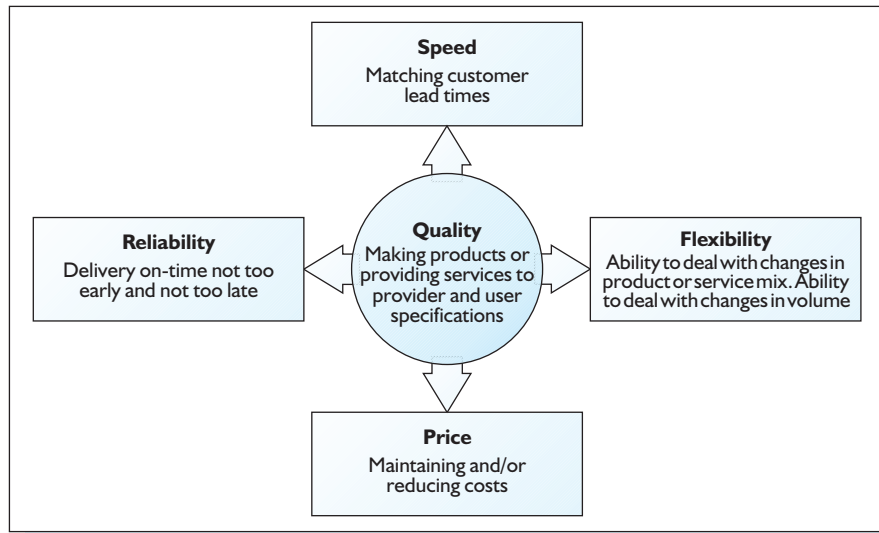 Speed
Matching customer
lead times
Reliability
Delivery on-time not too
early and not too late
Quality
Making products or
providing services to
provider and user
specifications
Flexibility
Ability to deal with changes in
product or service mix. Ability
to deal with changes in volume
Price
Maintaining and/or
reducing costs